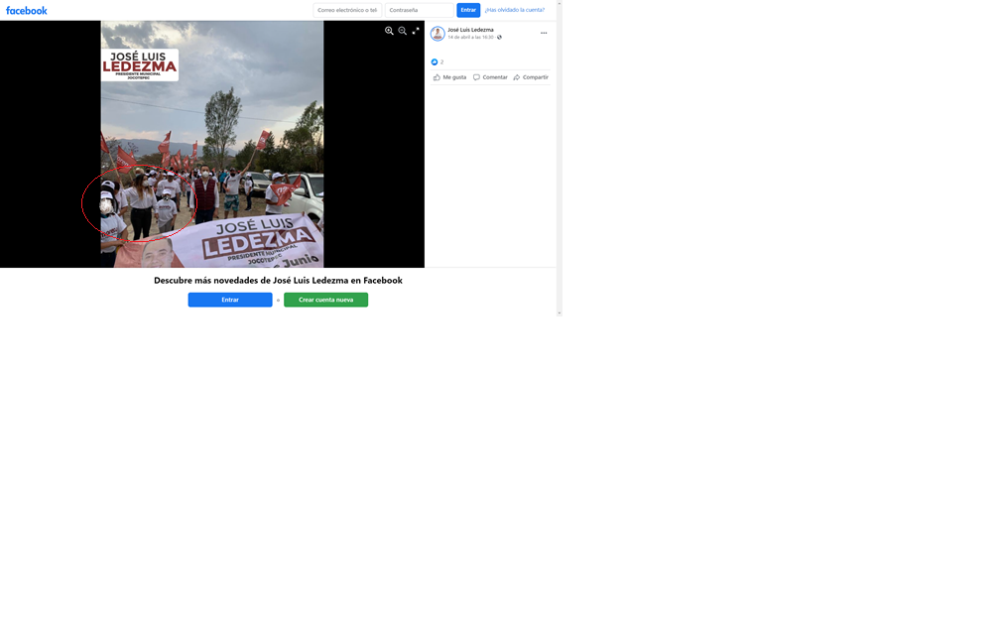 facebook
Correo electrónico o tel
Contraseña
Entrar
¿Has olvidado la cuenta?
José Luis Ledezma
14 de abril a las 16:30
2
Me gusta
Comentar
Compartir
JOSÉ LUIS
LEDEZMA
PRESIDENTE MUNICIPAL
JOCOTEPEC
JOSÉ LUIS
LEDEZMA
PRESIDENTE MUNICIPAL
JOCOTEPEC
Junio
Descubre más novedades de José Luis Ledezma en Facebook
Entrar
o
Crear cuenta nueva